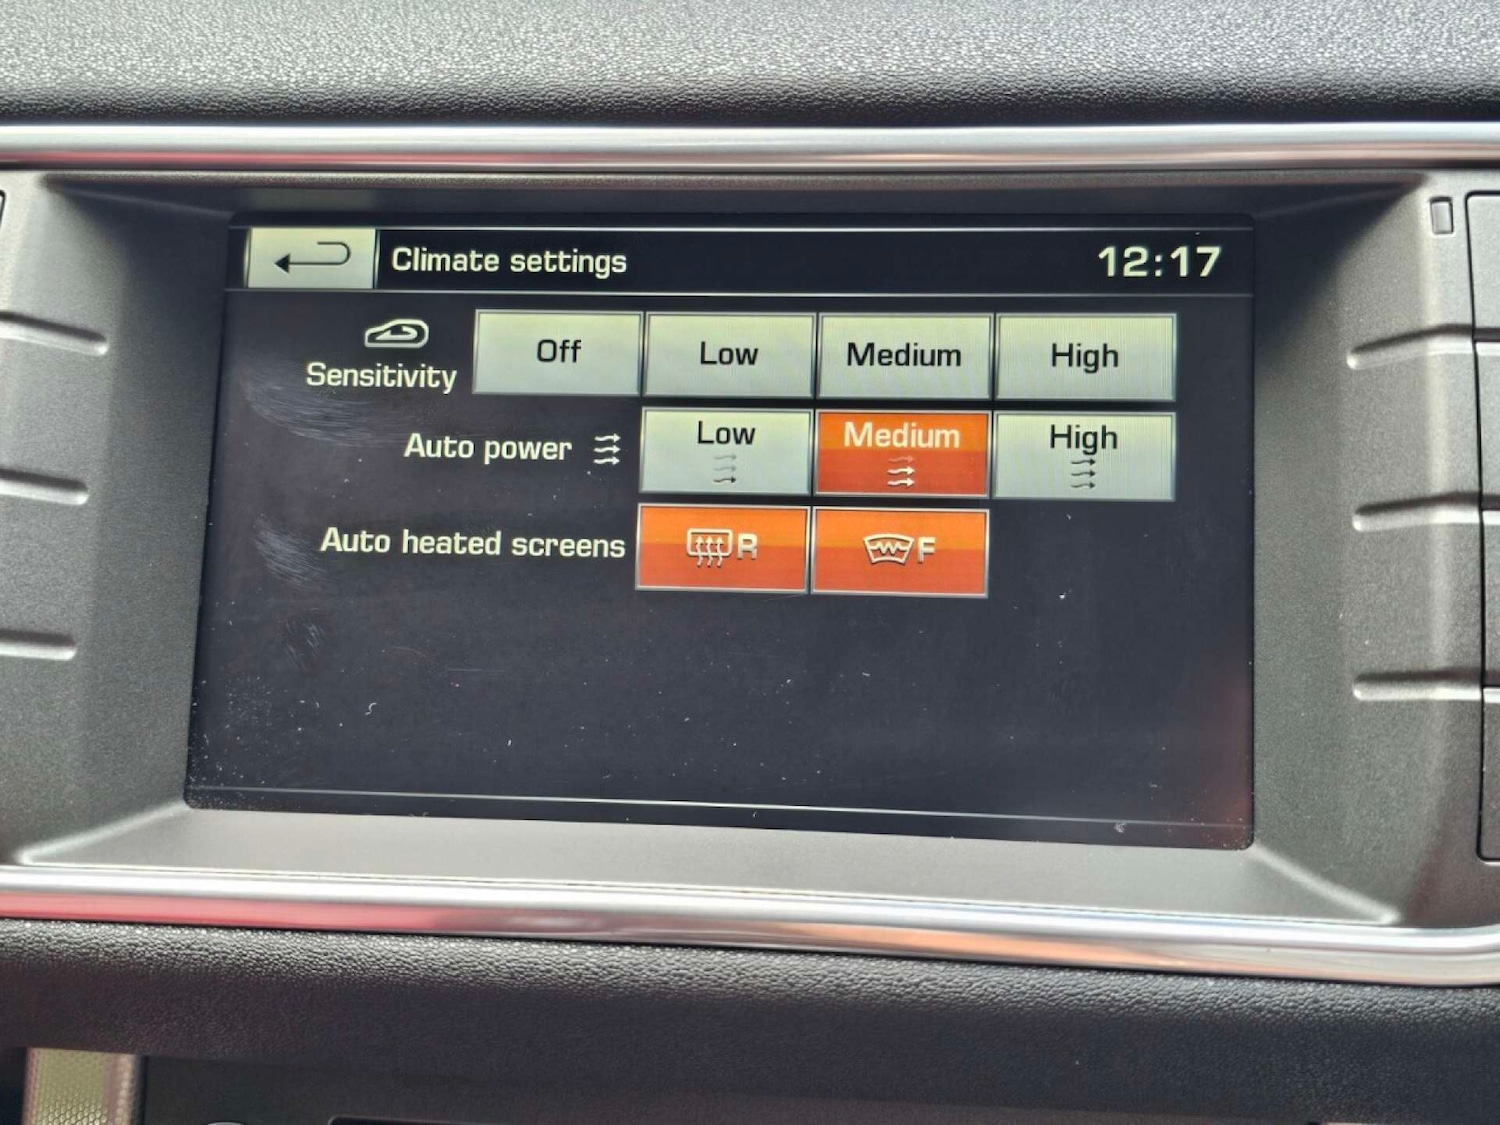 Climate settings 12:17
Sensitivity Off Low Medium High
Auto power Low Medium High
Auto heated screens R F